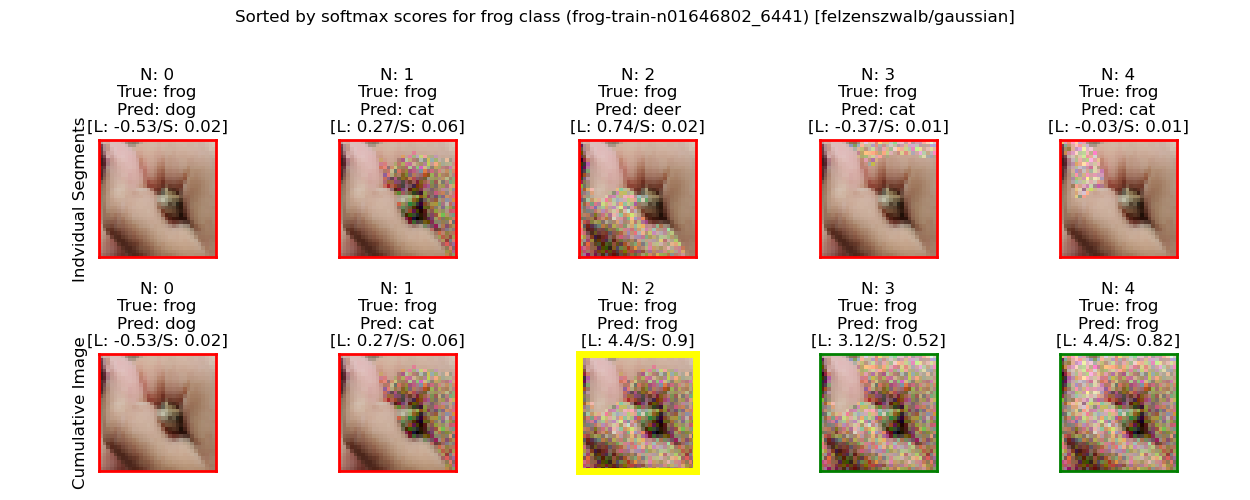 Sorted by softmax scores for frog class (frog-train-n01646802_6441) [felzenszwalb/gaussian]
Indvidual Segments
N: 0
True: frog
Pred: dog
[L: -0.53/S: 0.02]
N: 1
True: frog
Pred: cat
[L: 0.27/S: 0.06]
N: 2
True: frog
Pred: deer
[L: 0.74/S: 0.02]
N: 3
True: frog
Pred: cat
[L: -0.37/S: 0.01]
N: 4
True: frog
Pred: cat
[L: -0.03/S: 0.01]
Cumulative Image
N: 0
True: frog
Pred: dog
[L: -0.53/S: 0.02]
N: 1
True: frog
Pred: cat
[L: 0.27/S: 0.06]
N: 2
True: frog
Pred: frog
[L: 4.4/S: 0.9]
N: 3
True: frog
Pred: frog
[L: 3.12/S: 0.52]
N: 4
True: frog
Pred: frog
[L: 4.4/S: 0.82]